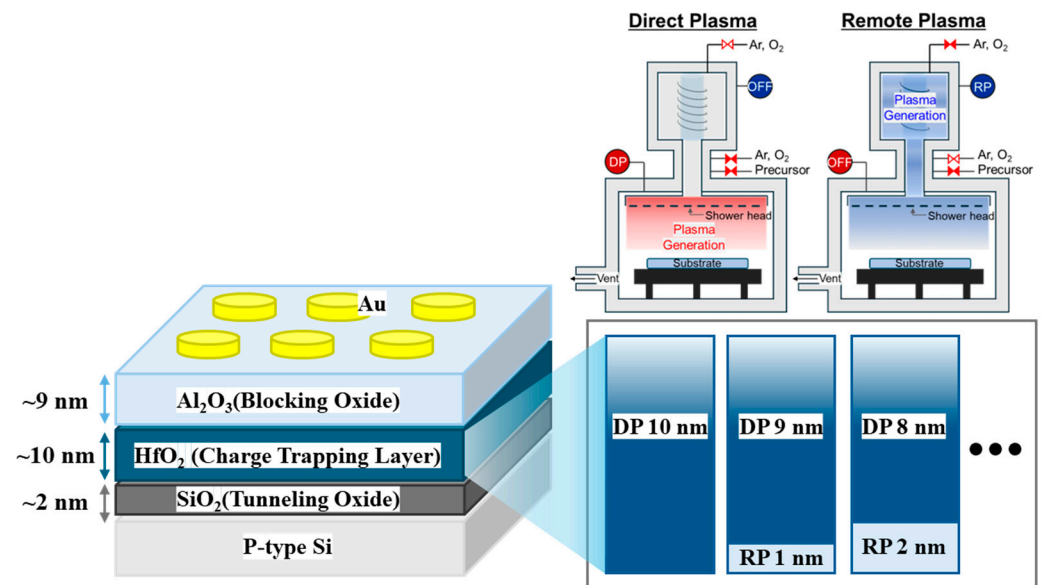 Direct Plasma
Ar, O₂
OFF
DP
Ar, O₂
Precursor
Shower head
Plasma
Generation
Substrate
Vent
Remote Plasma
Ar, O₂
Plasma
Generation
RP
OFF
Ar, O₂
Precursor
Shower head
Substrate
Vent
Au
~9 nm
Al₂O₃(Blocking Oxide)
~10 nm
HfO₂ (Charge Trapping Layer)
~2 nm
SiO₂(Tunneling Oxide)
P-type Si
DP 10 nm
DP 9 nm
RP 1 nm
DP 8 nm
RP 2 nm